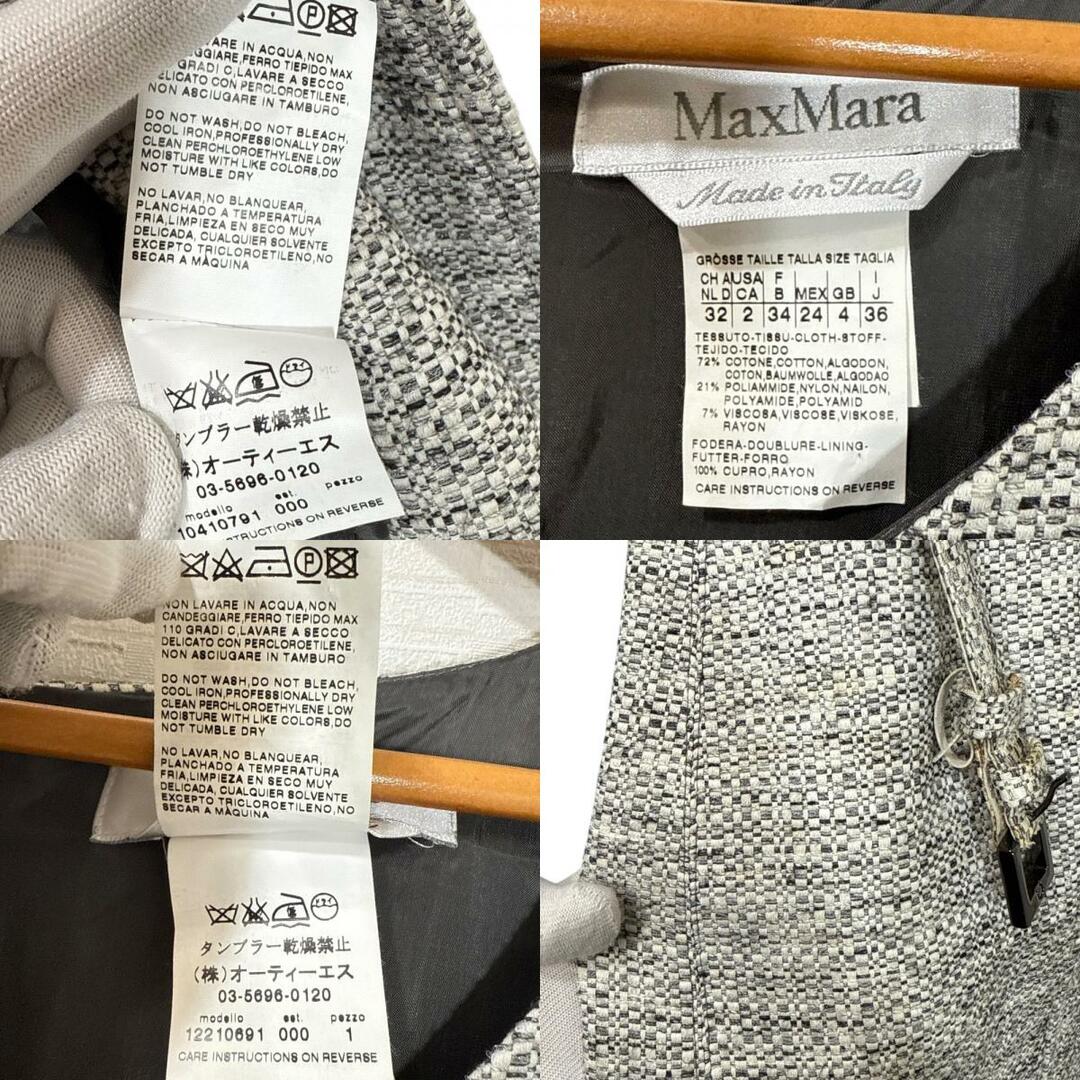 ARE IN ACQUA,NON
GGIARE,FERRO TIEPIDO MAX
GRADI C,LAVARE A SECCO
DELICATO CON PERCLOROETILENE,
NON ASCIUGARE IN TAMBURO
DO NOT WASH,DO NOT BLEACH,
COOL IRON,PROFESSIONALLY DRY
CLEAN PERCHLOROETHYLENE LOW
MOISTURE WITH LIKE COLORS,DO
NOT TUMBLE DRY
NO LAVAR,NO BLANQUEAR,
PLANCHADO A TEMPERATURA
FRIA,LIMPIEZA EN SECO MUY
DELICADA, CUALQUIER SOLVENTE
EXCEPTO TRICLOROETILENO,NO
SECAR A MÀQUINA
タンブラー乾燥禁止
株)オーティーエス
03-5696-0120
modello est. pezzo
10410791 000
INSTRUCTIONS ON REVERSE
MaxMara
Made in Italy
GRÖSSE TAILLE TALLA SIZE TAGLIA
CH A USA F I
NL D CA B MEX GB J
32 2 34 24 4 36
TESSUTO-TISSU-CLOTH-STOFF-
TEJIDO-TECIDO
72% COTONE,COTTON,ALGODON,
COTON,BAUMWOLLE,ALGODAO
21% POLIAMMIDE,NYLON,NAILON,
POLYAMIDE,POLYAMID
7% VISCOSA,VISCOSE,VISKOSE,
RAYON
FODERA-DOUBLURE-LINING-
FUTTER-FORRO
100% CUPRO,RAYON
CARE INSTRUCTIONS ON REVERSE
P
NON LAVARE IN ACQUA,NON
CANDEGGIARE,FERRO TIEPIDO MAX
110 GRADI C,LAVARE A SECCO
DELICATO CON PERCLOROETILENE,
NON ASCIUGARE IN TAMBURO
DO NOT WASH,DO NOT BLEACH,
COOL IRON,PROFESSIONALLY DRY
CLEAN PERCHLOROETHYLENE LOW
MOISTURE WITH LIKE COLORS,DO
NOT TUMBLE DRY
NO LAVAR,NO BLANQUEAR,
PLANCHADO A TEMPERATURA
FRIA,LIMPIEZA EN SECO MUY
DELICADA, CUALQUIER SOLVENTE
EXCEPTO TRICLOROETILENO,NO
SECAR A MÀQUINA
タンブラー乾燥禁止
(株)オーティーエス
03-5696-0120
modello est. pezzo
12210691 000 1
CARE INSTRUCTIONS ON REVERSE